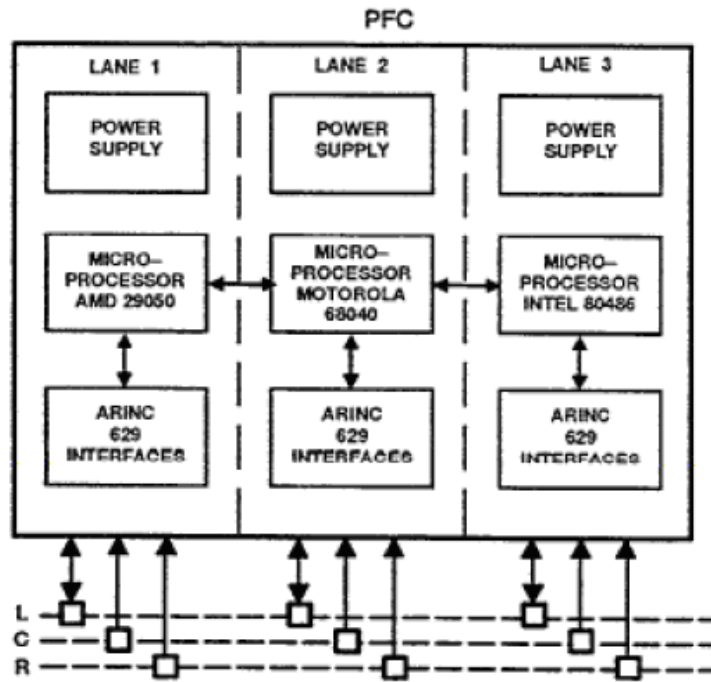 PFC
LANE 1
LANE 2
LANE 3
POWER
SUPPLY
POWER
SUPPLY
POWER
SUPPLY
MICRO–
PROCESSOR
AMD 29050
MICRO–
PROCESSOR
MOTOROLA
68040
MICRO–
PROCESSOR
INTEL 80486
ARINC
629
INTERFACES
ARINC
629
INTERFACES
ARINC
629
INTERFACES
L
C
R